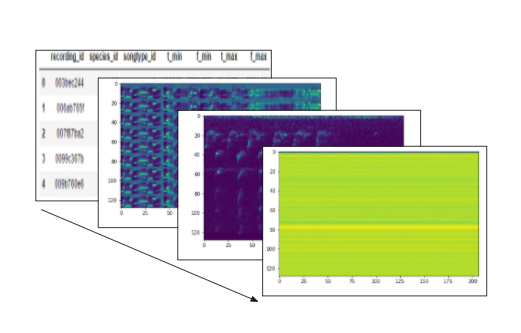 recording_id species_id songtype_id t_min f_min t_max f_max
0 003bec244
1 006ab765f
2 007f87ba2
3 0099c367b
4 009b760e6
0
20
40
60
80
100
120
0 25 50
0
20
40
60
80
100
120
0 25 50
0
20
40
60
80
100
120
0 25 50 75 100 125 150 175 200